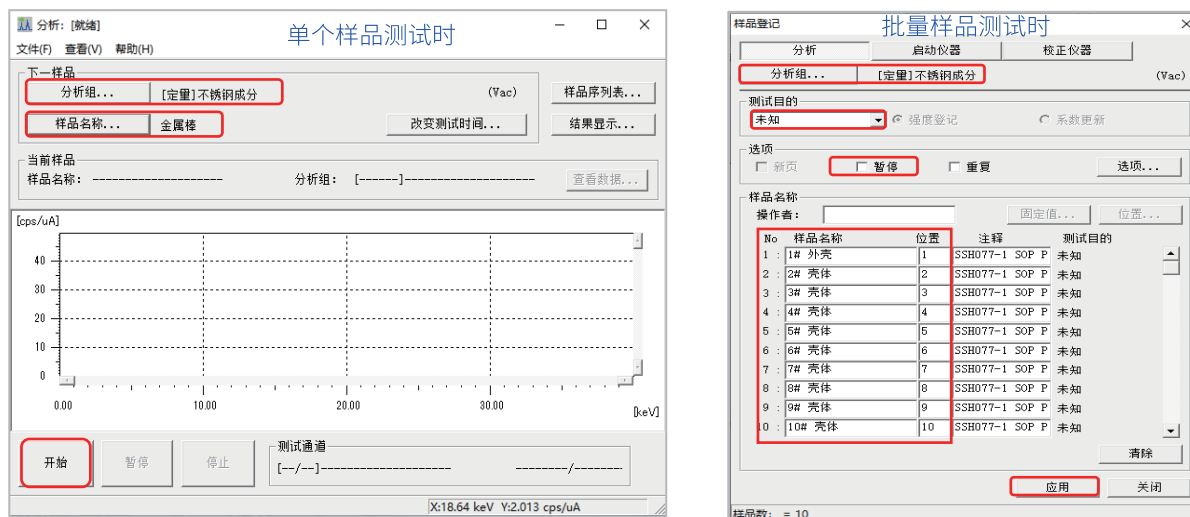 分析: [就绪]
单个样品测试时
文件(F) 查看(V) 帮助(H)
下一样品
分析组... [定量]不锈钢成分 (Vac) 样品序列表...
样品名称... 金属棒 改变测试时间... 结果显示...
当前样品
样品名称: -------------------- 分析组: [------]-------------------- 查看数据...
[cps/uA]
40
30
20
10
0
0.00 10.00 20.00 30.00
[keV]
开始 暂停 停止
测试通道
[--/--]-------------------- --------/-------
X:18.64 keV Y:2.013 cps/uA
样品登记
批量样品测试时
分析 启动仪器 校正仪器
分析组... [定量]不锈钢成分 (Vac)
测试目的
未知 强度登记 系数更新
选项
新页 暂停 重复 选项...
样品名称
操作者: 固定值... 位置...
No 样品名称 位置 注释 测试目的
1 : 1# 外壳 1 SSH077-1 SOP P 未知
2 : 2# 壳体 2 SSH077-1 SOP P 未知
3 : 3# 壳体 3 SSH077-1 SOP P 未知
4 : 4# 壳体 4 SSH077-1 SOP P 未知
5 : 5# 壳体 5 SSH077-1 SOP P 未知
6 : 6# 壳体 6 SSH077-1 SOP P 未知
7 : 7# 壳体 7 SSH077-1 SOP P 未知
8 : 8# 壳体 8 SSH077-1 SOP P 未知
9 : 9# 壳体 9 SSH077-1 SOP P 未知
10 : 10# 壳体 10 SSH077-1 SOP P 未知
清除
应用 关闭
样品数: = 10